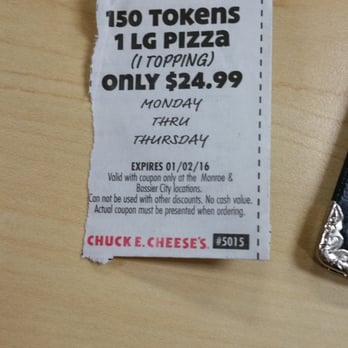 150 TOKENS
1 LG PIZZA
(1 TOPPING)
ONLY $24.99
MONDAY
THRU
THURSDAY
EXPIRES 01/02/16
Valid with coupon only at the Monroe &
Bossier City locations.
Can not be used with other discounts. No cash value.
Actual coupon must be presented when ordering.
CHUCK E. CHEESE'S. #5015